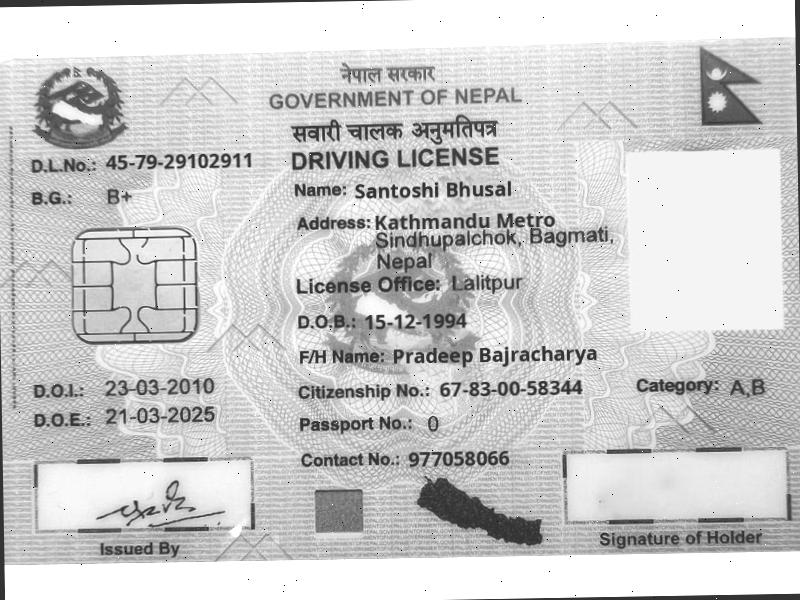 नेपाल सरकार
GOVERNMENT OF NEPAL
सवारी चालक अनुमतिपत्र
DRIVING LICENSE
D.L.No.: 45-79-29102911
B.G.: B+
Name: Santoshi Bhusal
Address: Kathmandu Metro
Sindhupalchok, Bagmati,
Nepal
License Office: Lalitpur
D.O.B.: 15-12-1994
F/H Name: Pradeep Bajracharya
D.O.I.: 23-03-2010
Citizenship No.: 67-83-00-58344
Category: A,B
D.O.E.: 21-03-2025
Passport No.: 0
Contact No.: 977058066
Issued By
Signature of Holder